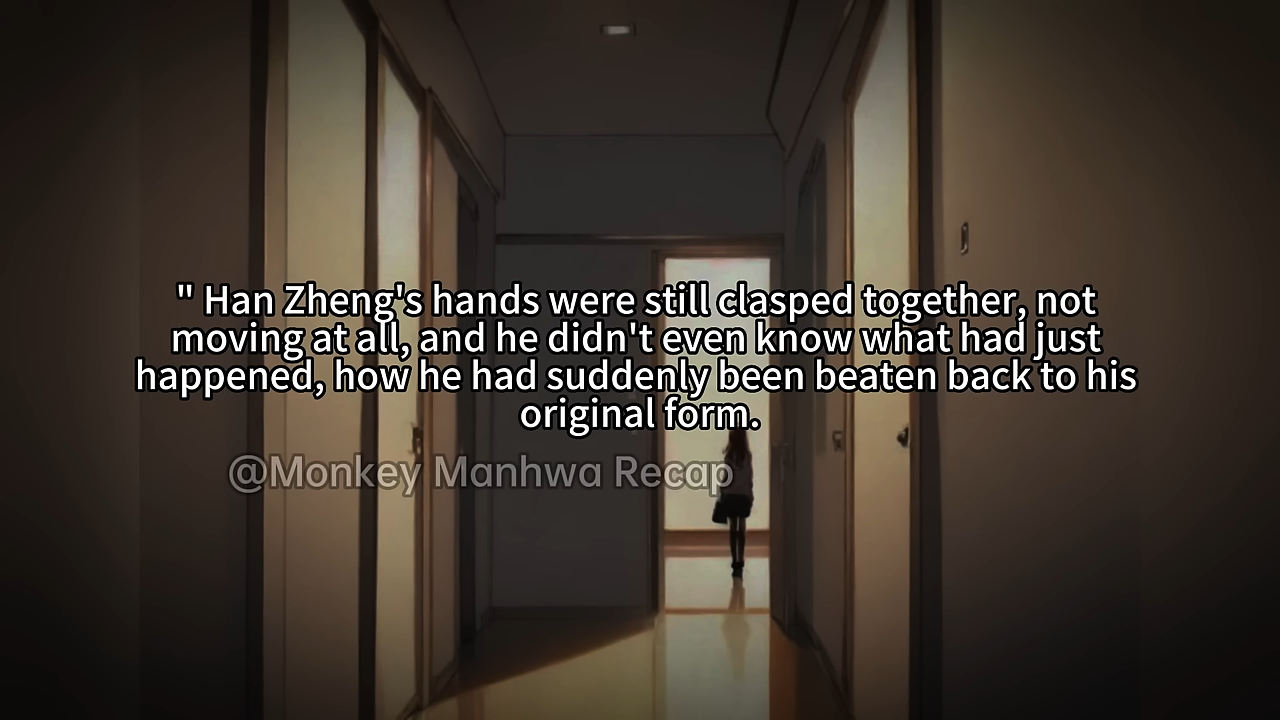 " Han Zheng's hands were still clasped together, not
moving at all, and he didn't even know what had just
happened, how he had suddenly been beaten back to his
original form.
@Monkey Manhwa Recap